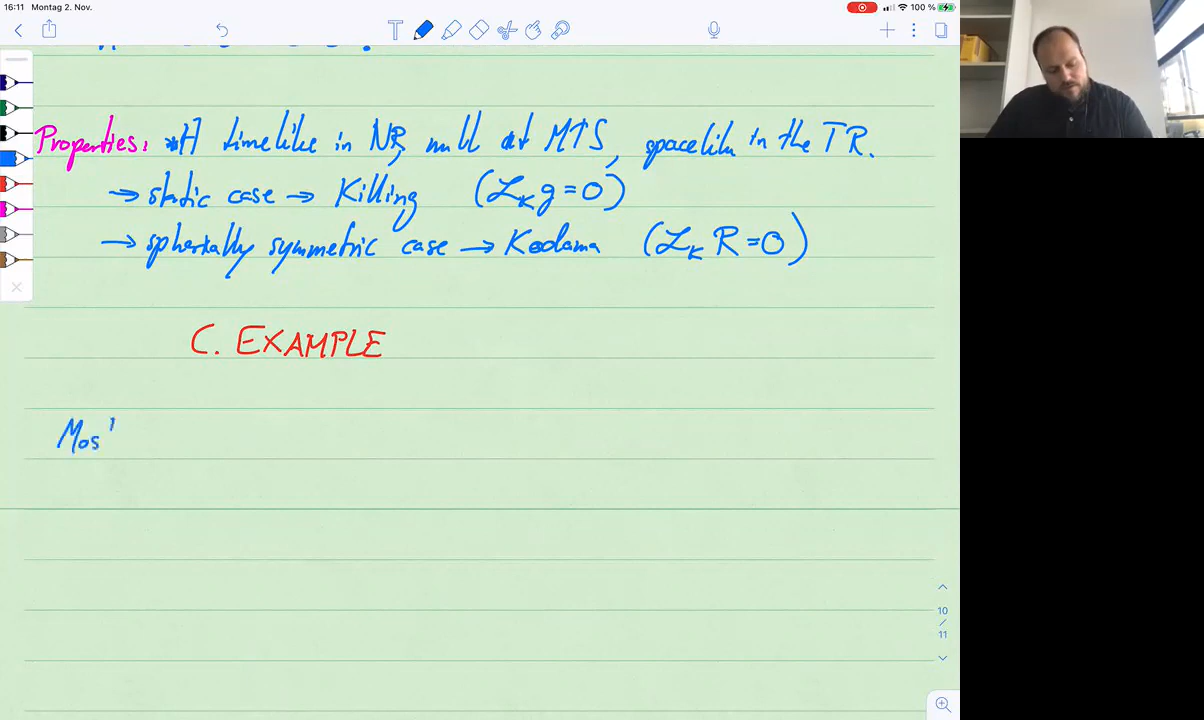 16:11 Montag 2. Nov. 100 %
Properties: *H timelike in NR, null at MTS, spacelike in the TR.
→ static case → Killing (ℒ_K g = 0)
→ spherically symmetric case → Kodama (ℒ_K R = 0)
C. EXAMPLE
Mos
10
/
11